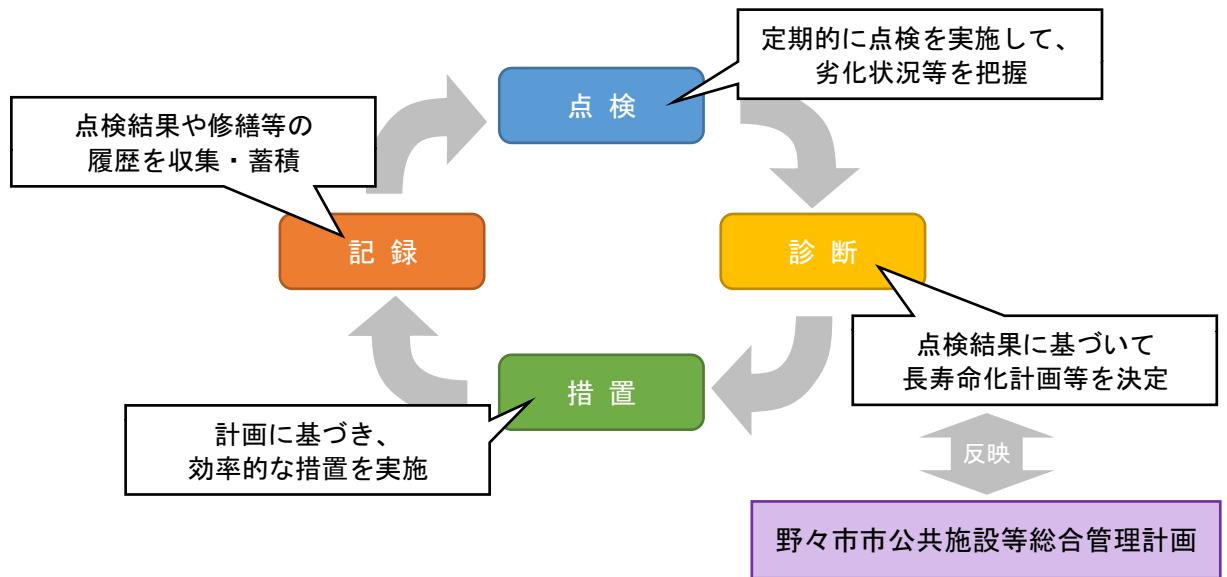 定期的に点検を実施して、
劣化状況等を把握
点 検
点検結果や修繕等の
履歴を収集・蓄積
記 録
診 断
点検結果に基づいて
長寿命化計画等を決定
措 置
計画に基づき、
効率的な措置を実施
反映
野々市市公共施設等総合管理計画